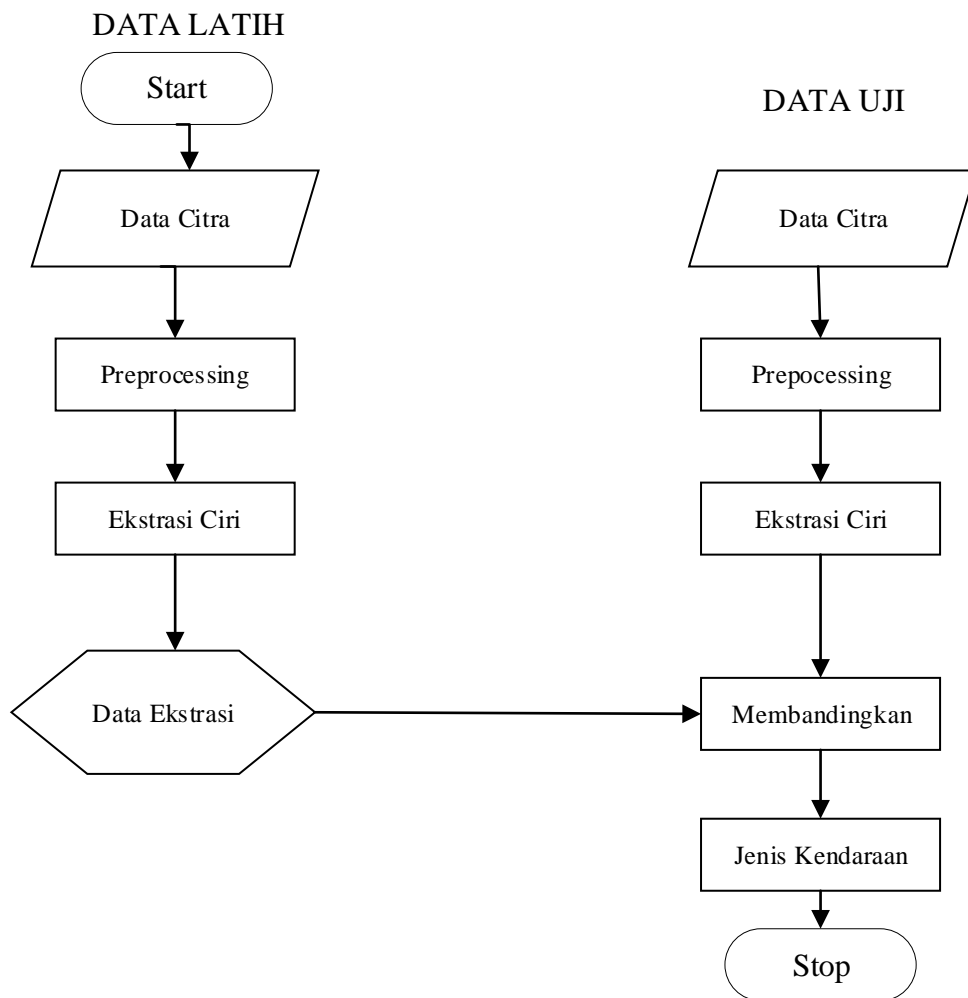 DATA LATIH
Start
Data Citra
Preprocessing
Ekstrasi Ciri
Data Ekstrasi
DATA UJI
Data Citra
Prepocessing
Ekstrasi Ciri
Membandingkan
Jenis Kendaraan
Stop